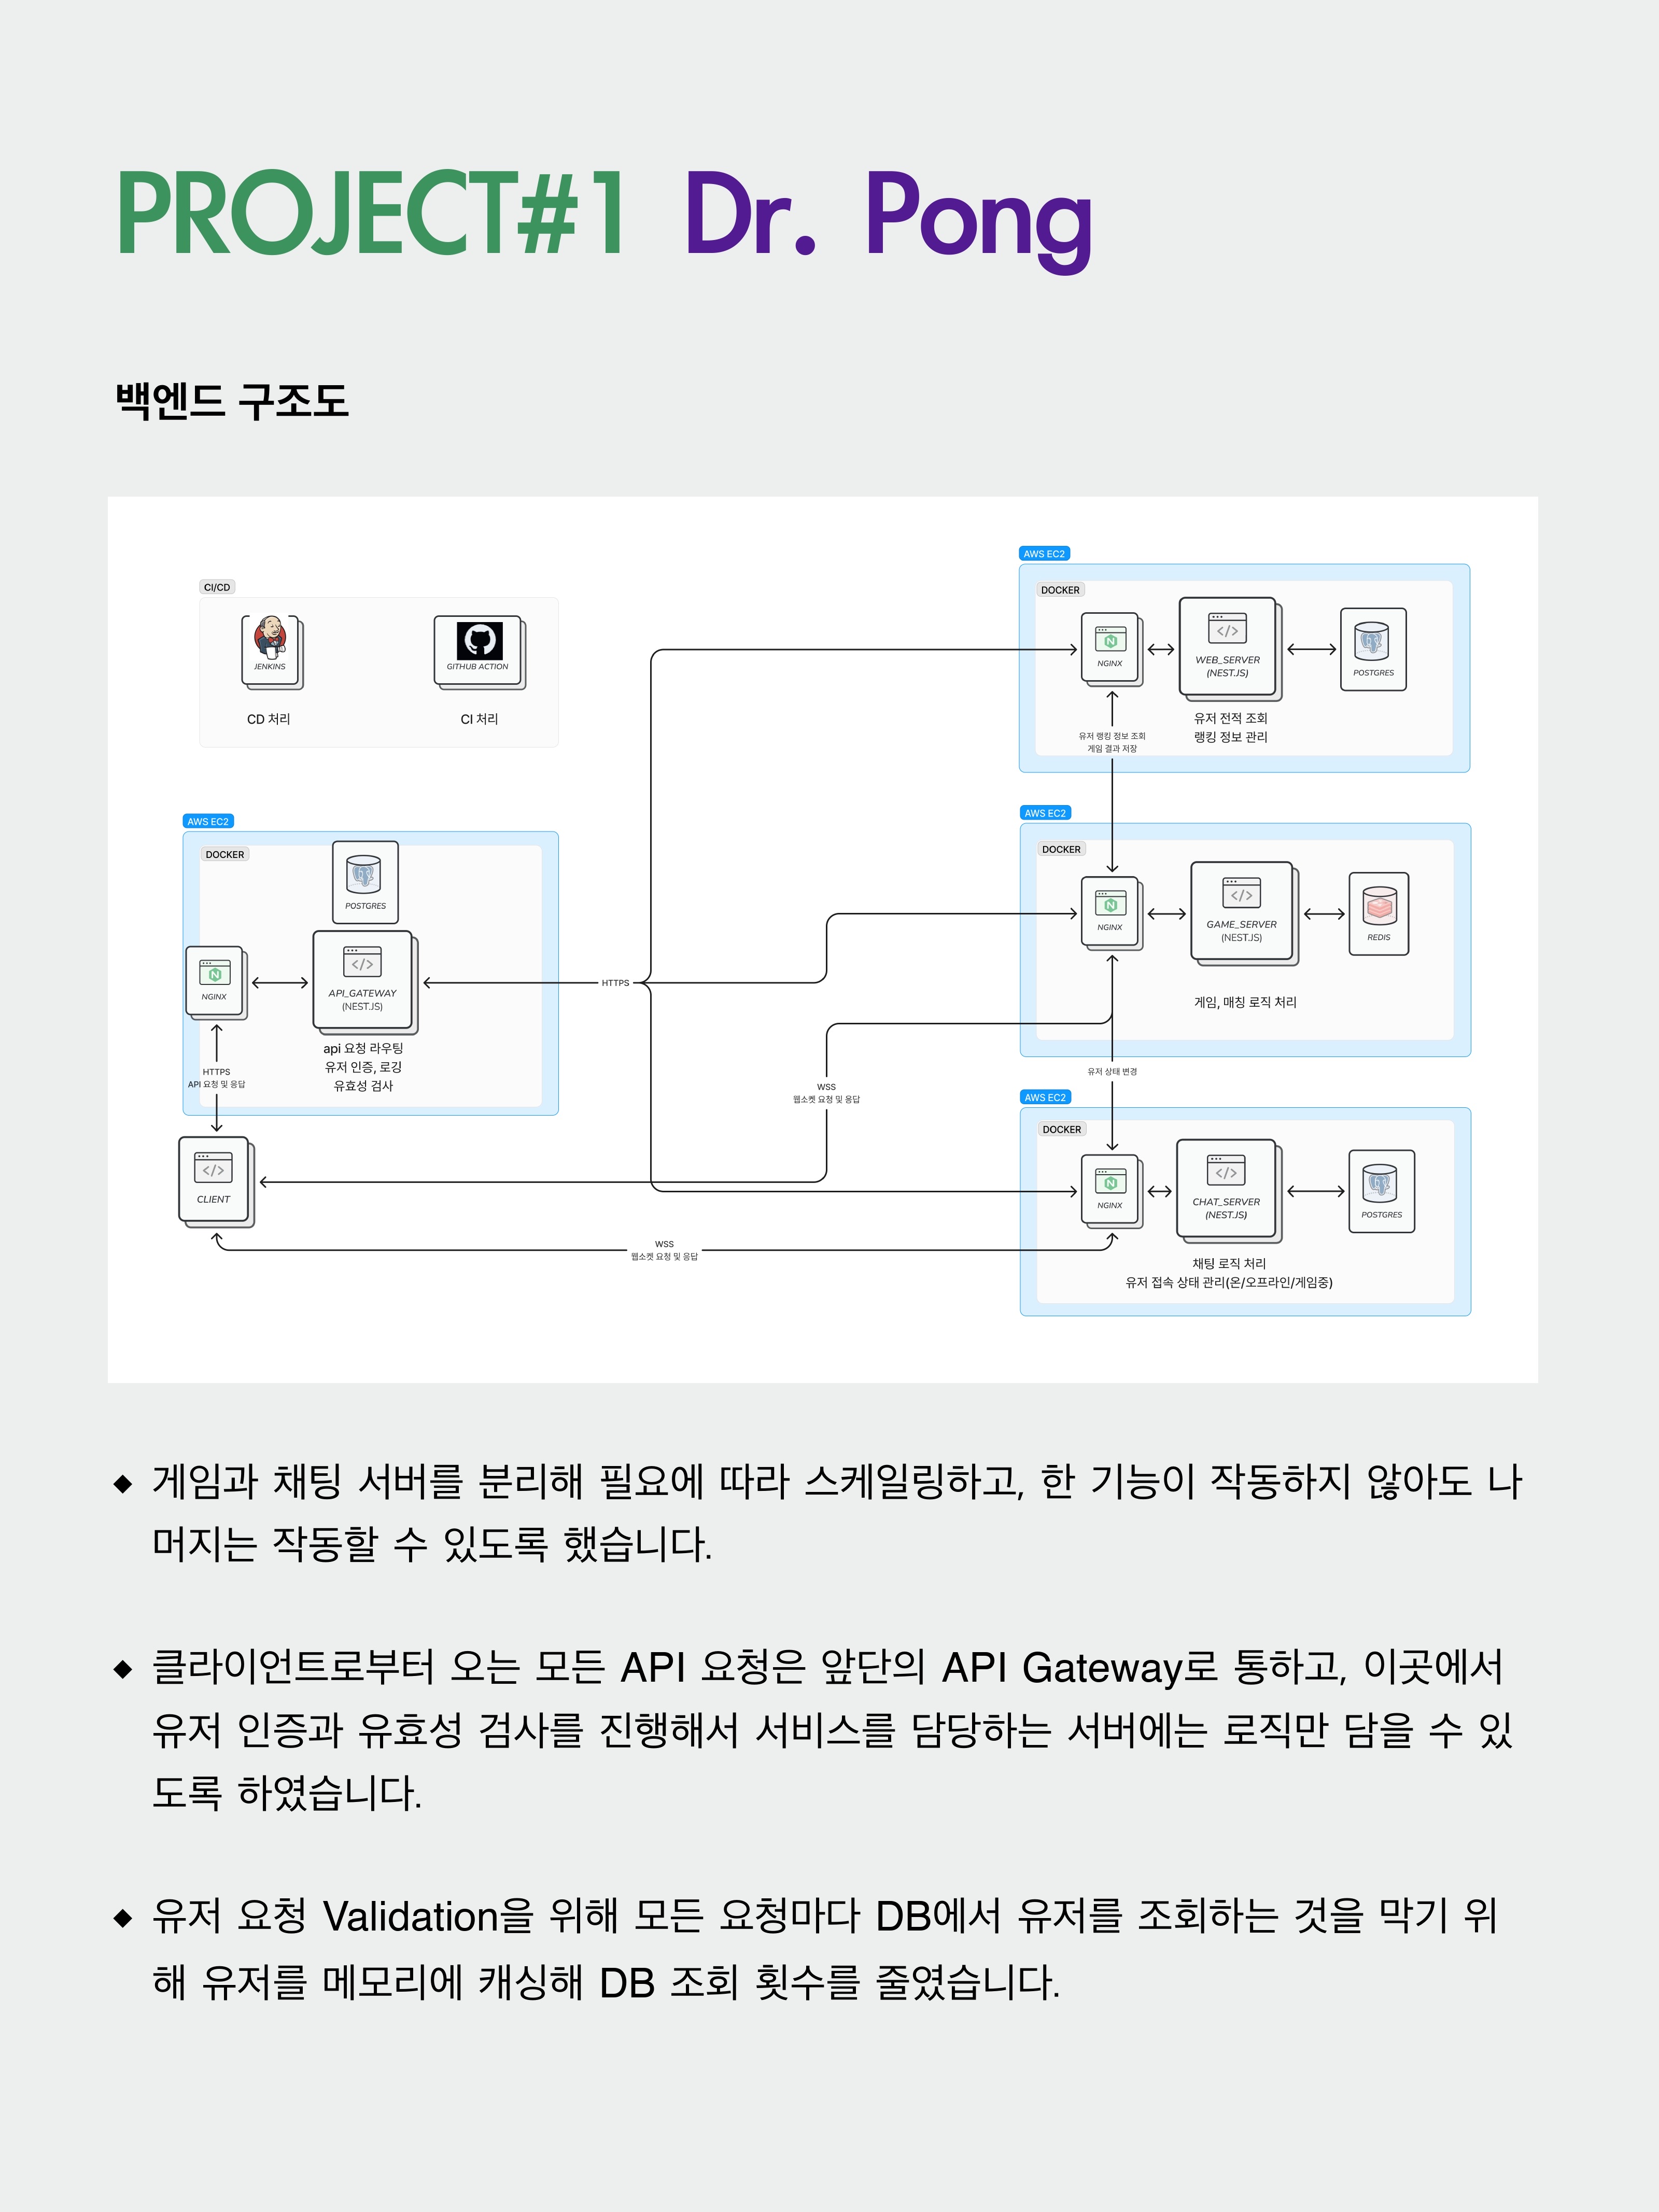 PROJECT#1 Dr. Pong
백엔드 구조도
CI/CD
JENKINS
GITHUB ACTION
CD 처리
CI 처리
AWS EC2
DOCKER
NGINX
WEB_SERVER
(NEST.JS)
POSTGRES
유저 전적 조회
랭킹 정보 관리
유저 랭킹 정보 조회
게임 결과 저장
AWS EC2
DOCKER
POSTGRES
NGINX
API_GATEWAY
(NEST.JS)
api 요청 라우팅
유저 인증, 로깅
유효성 검사
HTTPS
API 요청 및 응답
HTTPS
AWS EC2
DOCKER
NGINX
GAME_SERVER
(NEST.JS)
REDIS
게임, 매칭 로직 처리
유저 상태 변경
WSS
웹소켓 요청 및 응답
CLIENT
WSS
웹소켓 요청 및 응답
AWS EC2
DOCKER
NGINX
CHAT_SERVER
(NEST.JS)
POSTGRES
채팅 로직 처리
유저 접속 상태 관리(온/오프라인/게임중)
◆ 게임과 채팅 서버를 분리해 필요에 따라 스케일링하고, 한 기능이 작동하지 않아도 나
머지는 작동할 수 있도록 했습니다.
◆ 클라이언트로부터 오는 모든 API 요청은 앞단의 API Gateway로 통하고, 이곳에서
유저 인증과 유효성 검사를 진행해서 서비스를 담당하는 서버에는 로직만 담을 수 있
도록 하였습니다.
◆ 유저 요청 Validation을 위해 모든 요청마다 DB에서 유저를 조회하는 것을 막기 위
해 유저를 메모리에 캐싱해 DB 조회 횟수를 줄였습니다.